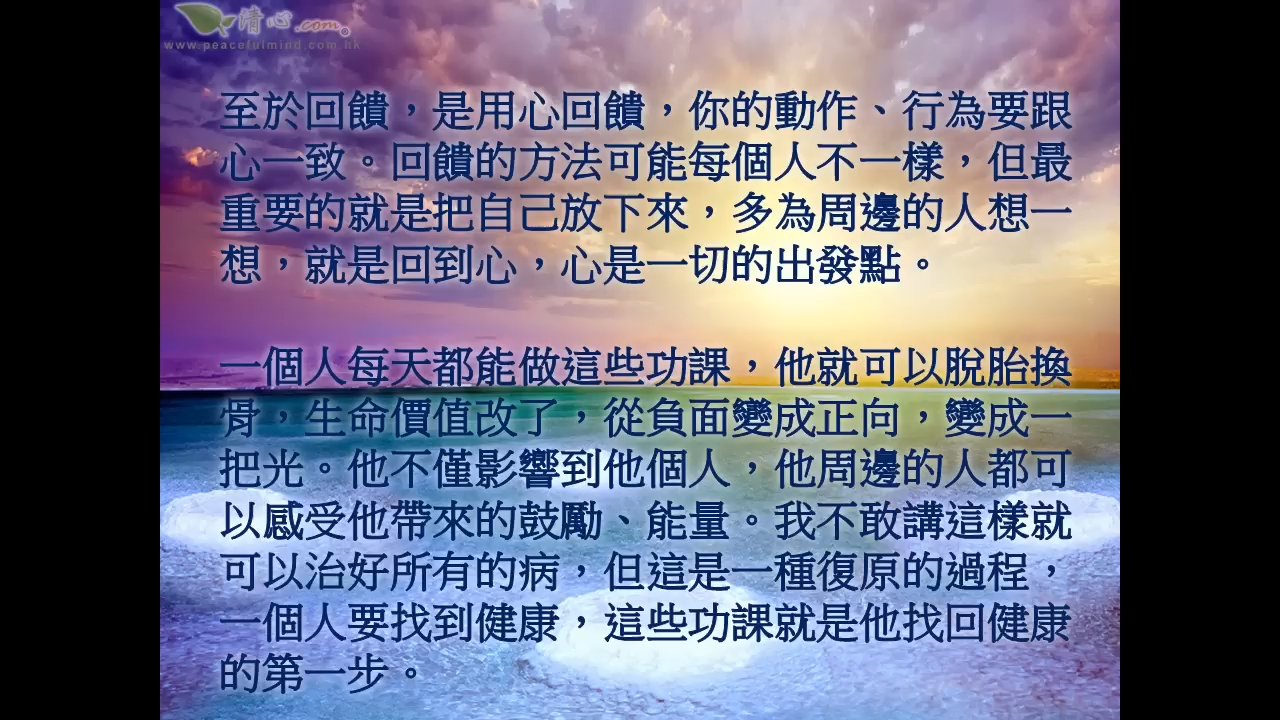 清心.com
www.peacefulmind.com.hk
至於回饋，是用心回饋，你的動作、行為要跟
心一致。回饋的方法可能每個人不一樣，但最
重要的就是把自己放下來，多為周邊的人想一
想，就是回到心，心是一切的出發點。
一個人每天都能做這些功課，他就可以脫胎換
骨，生命價值改了，從負面變成正向，變成一
把光。他不僅影響到他個人，他周邊的人都可
以感受他帶來的鼓勵、能量。我不敢講這樣就
可以治好所有的病，但這是一種復原的過程，
一個人要找到健康，這些功課就是他找回健康
的第一步。